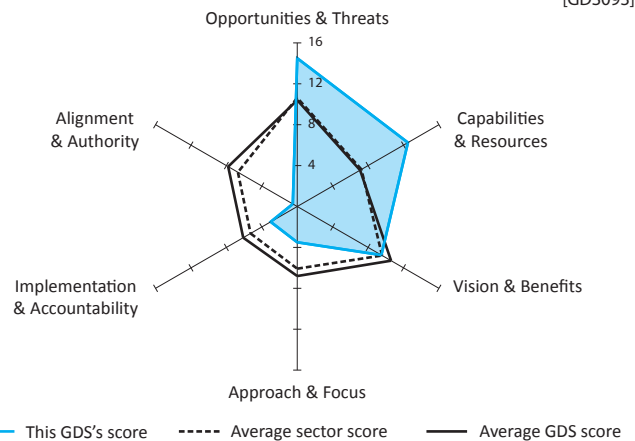 [GDS093]
Opportunities & Threats
16
12
8
4
Capabilities
& Resources
Vision & Benefits
Approach & Focus
Implementation
& Accountability
Alignment
& Authority
This GDS's score
Average sector score
Average GDS score